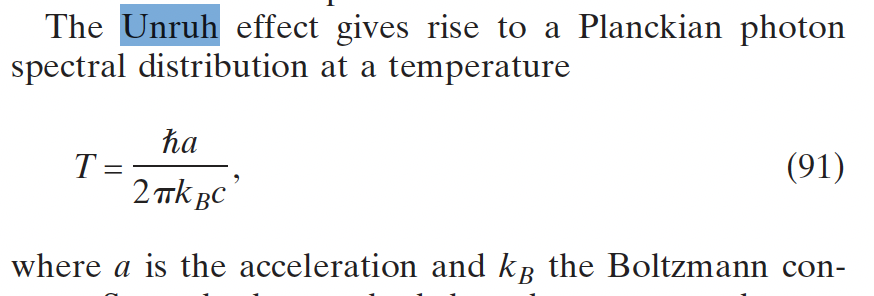 The Unruh effect gives rise to a Planckian photon
spectral distribution at a temperature
T = ħa / 2πk_Bc, (91)
where a is the acceleration and k_B the Boltzmann con-